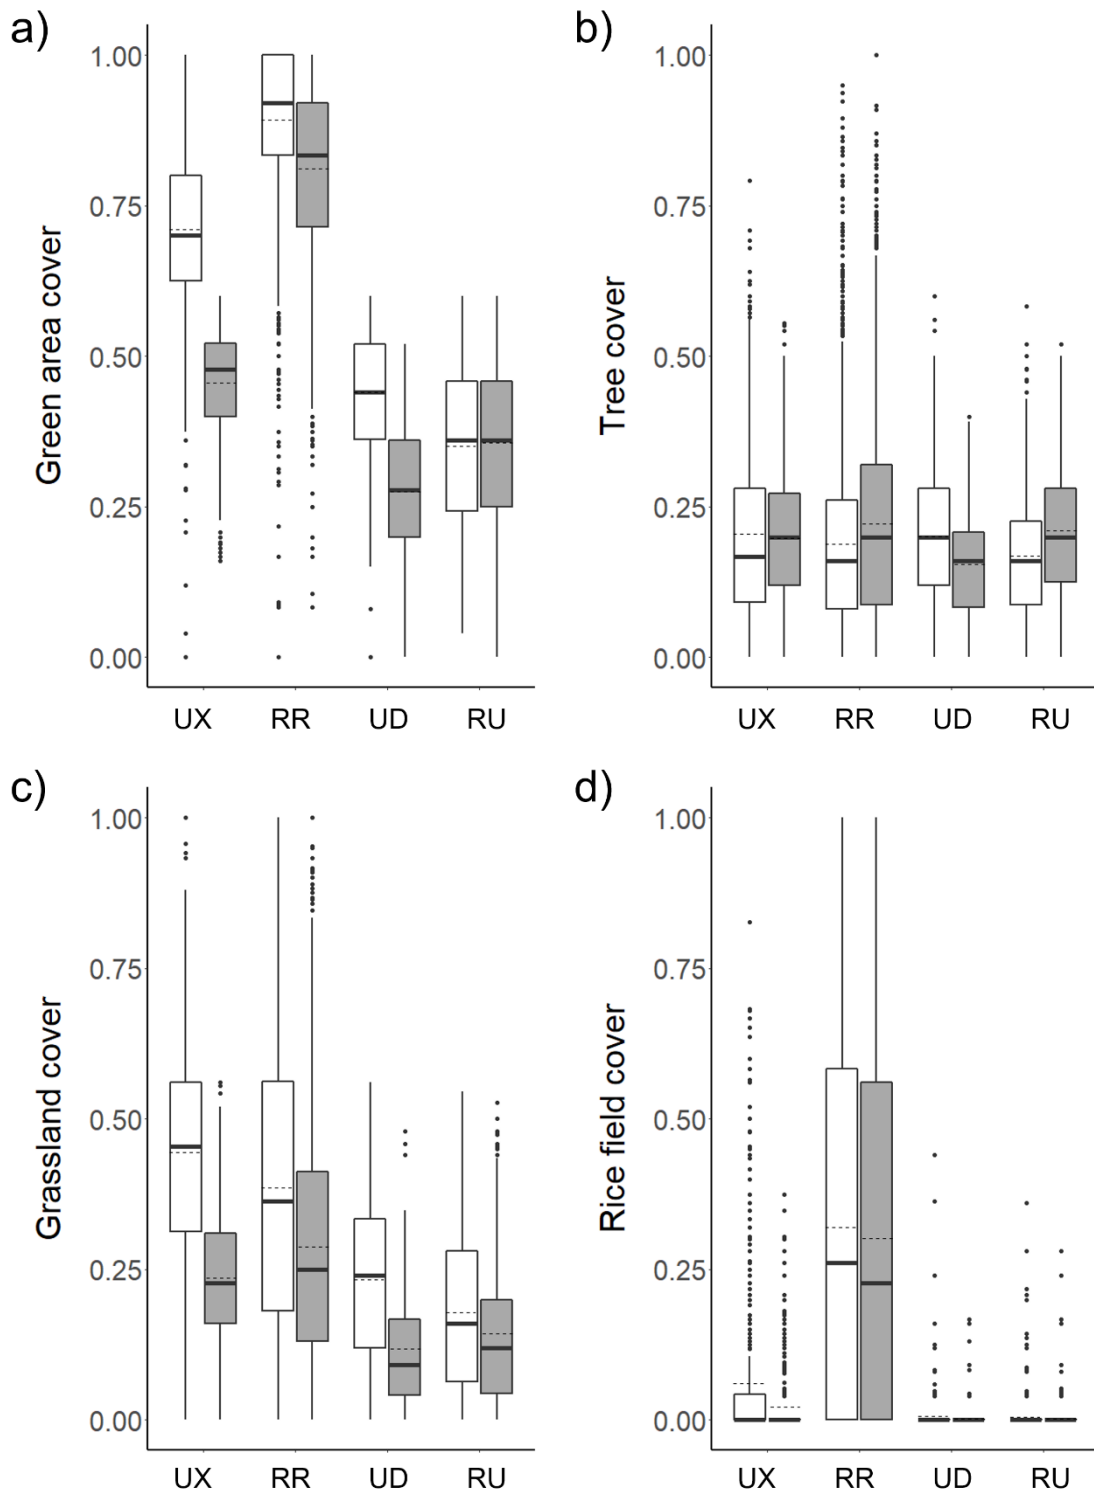 a)
1.00
0.75
0.50
0.25
0.00
Green area cover
UX RR UD RU
b)
1.00
0.75
0.50
0.25
0.00
Tree cover
UX RR UD RU
c)
1.00
0.75
0.50
0.25
0.00
Grassland cover
UX RR UD RU
d)
1.00
0.75
0.50
0.25
0.00
Rice field cover
UX RR UD RU